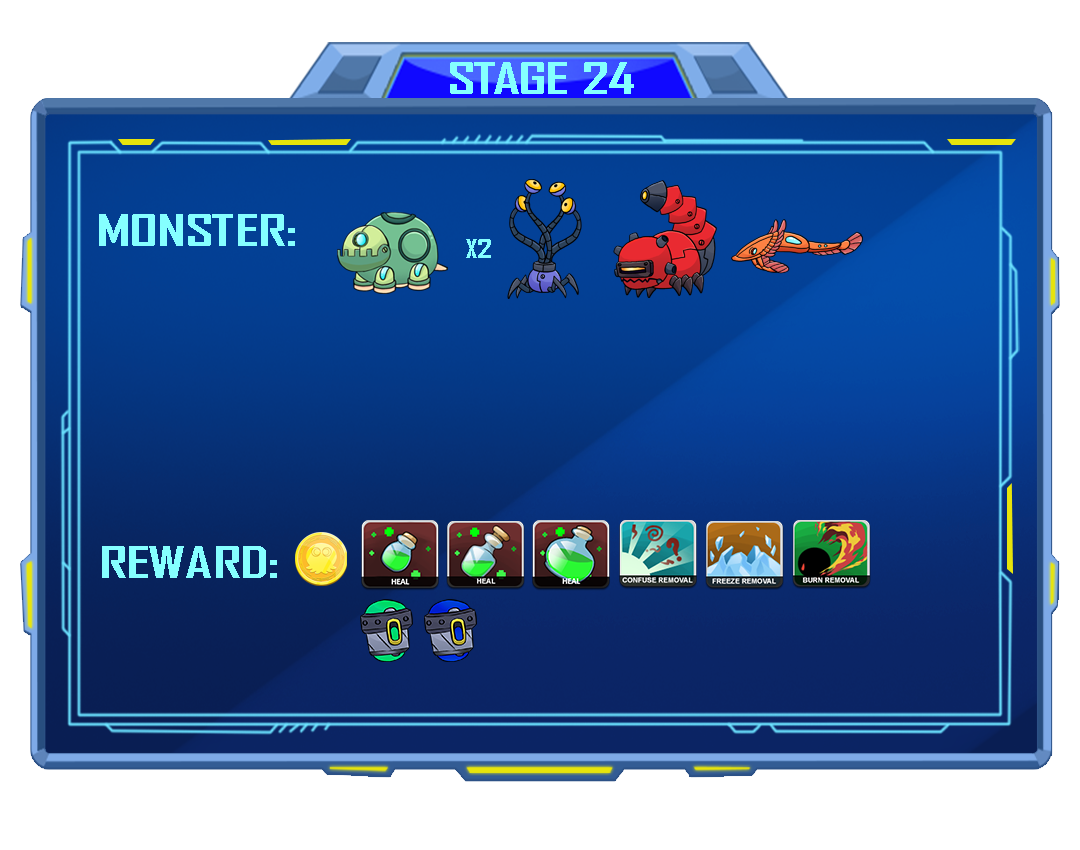 STAGE 24
MONSTER:
X2
REWARD:
HEAL
HEAL
HEAL
CONFUSE REMOVAL
FREEZE REMOVAL
BURN REMOVAL